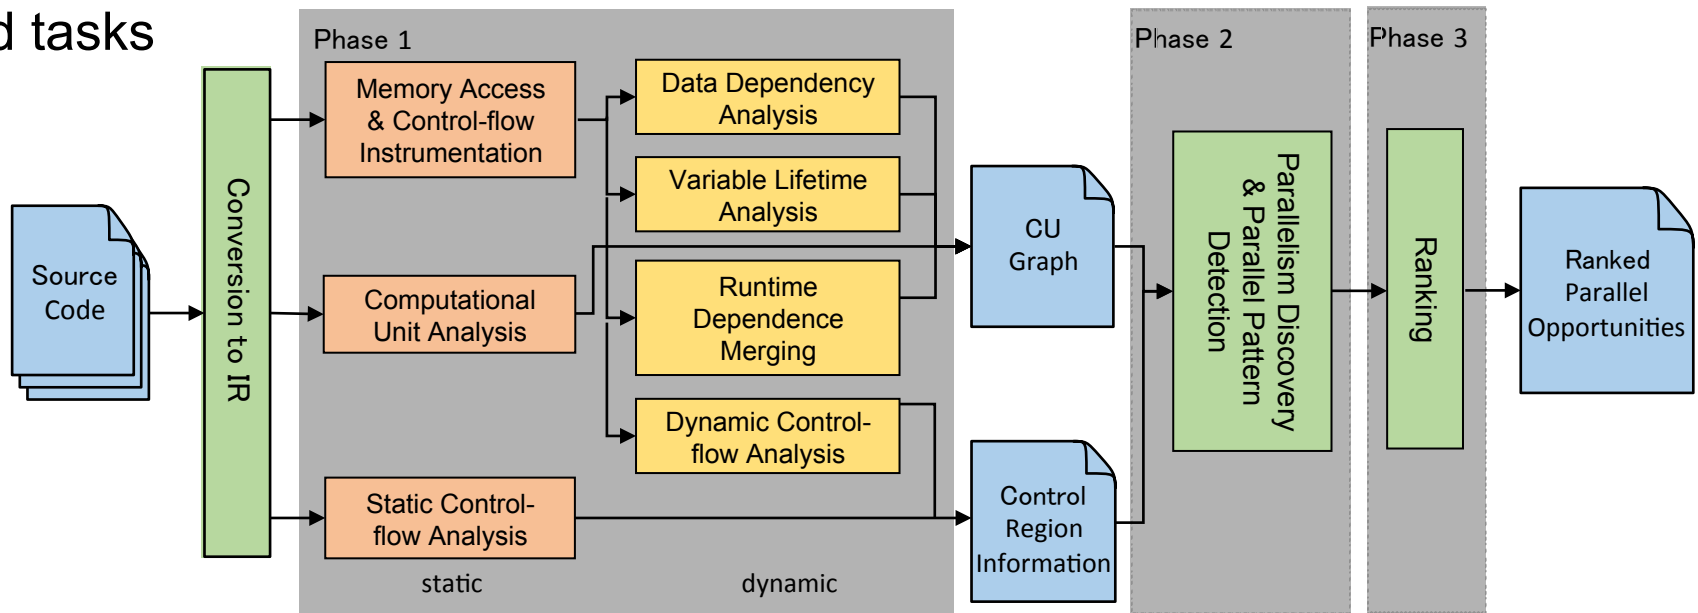 d tasks
Phase 1
Phase 2
Phase 3
Source
Code
Conversion to IR
Memory Access
& Control-flow
Instrumentation
Computational
Unit Analysis
Static Control-
flow Analysis
static
Data Dependency
Analysis
Variable Lifetime
Analysis
Runtime
Dependence
Merging
Dynamic Control-
flow Analysis
dynamic
CU
Graph
Control
Region
Information
Parallelism Discovery
& Parallel Pattern
Detection
Ranking
Ranked
Parallel
Opportunities